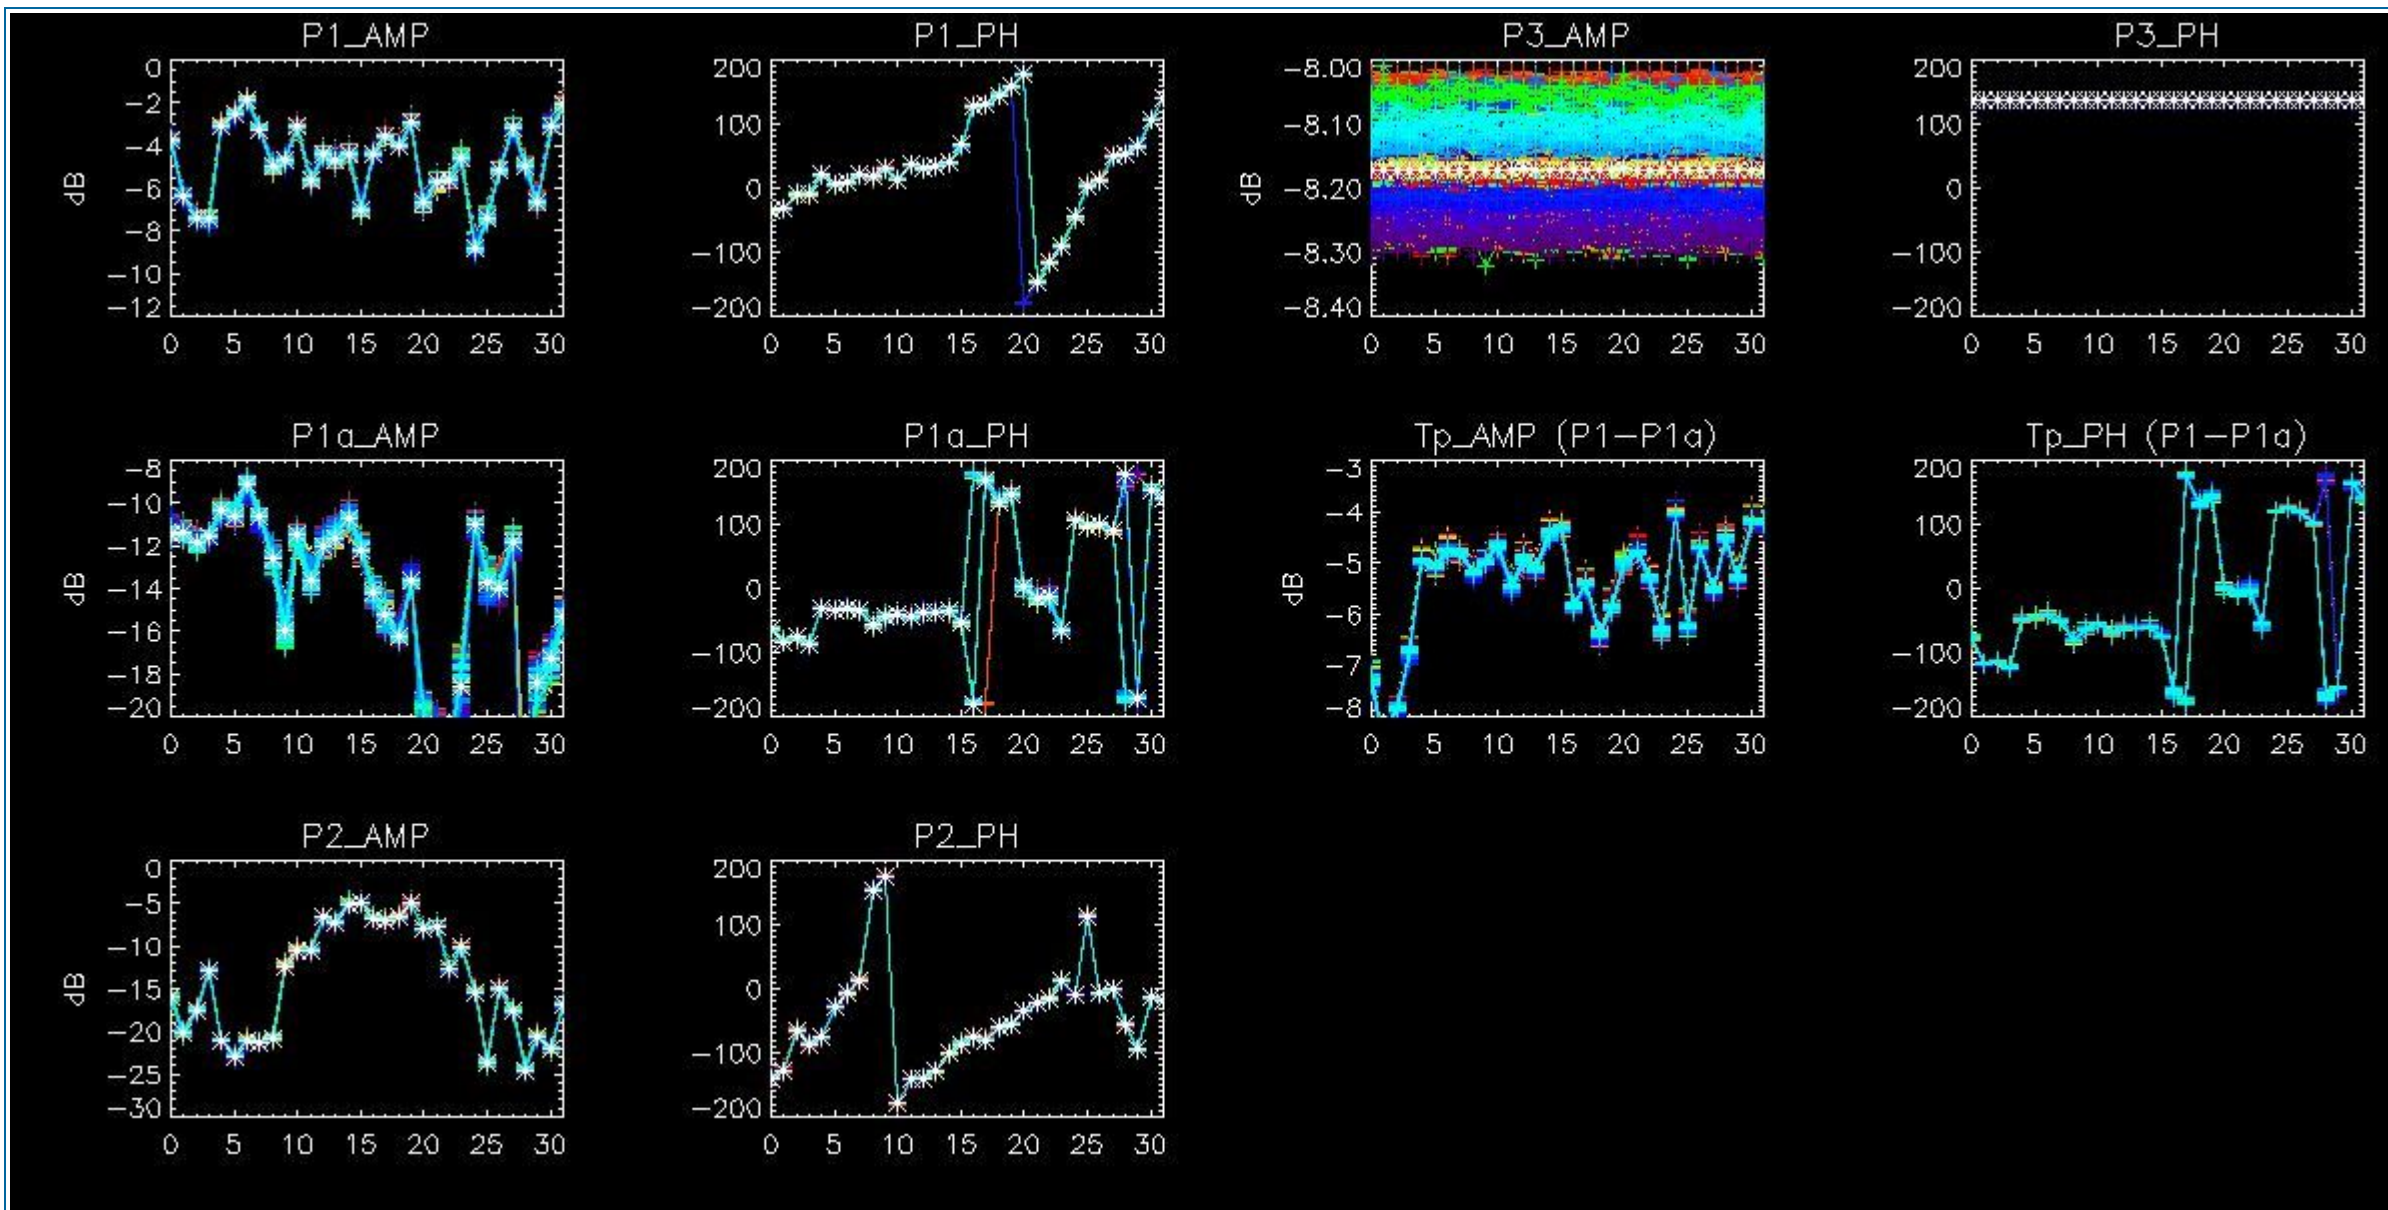 P1_AMP P1_PH P3_AMP P3_PH
0 200 -8.00 200
-2
100 -8.10 100
-4
dB -6 0 dB -8.20 0
-8
-100 -8.30 -100
-10
-12 -200 -8.40 -200
0 5 10 15 20 25 30 0 5 10 15 20 25 30 0 5 10 15 20 25 30 0 5 10 15 20 25 30
P1a_AMP P1a_PH Tp_AMP (P1-P1a) Tp_PH (P1-P1a)
-8 200 -3 200
-10
100 -4 100
-12
dB -14 0 dB -5 0
-6
-16
-100 -7 -100
-18
-20 -200 -8 -200
0 5 10 15 20 25 30 0 5 10 15 20 25 30 0 5 10 15 20 25 30 0 5 10 15 20 25 30
P2_AMP P2_PH
0 200
-5
100
-10
dB -15 0
-20
-100
-25
-30 -200
0 5 10 15 20 25 30 0 5 10 15 20 25 30